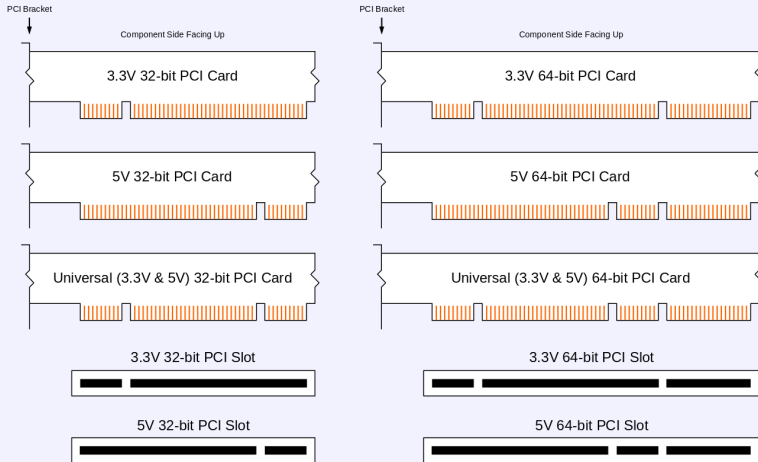 PCI Bracket
Component Side Facing Up
3.3V 32-bit PCI Card
5V 32-bit PCI Card
Universal (3.3V & 5V) 32-bit PCI Card
3.3V 32-bit PCI Slot
5V 32-bit PCI Slot
PCI Bracket
Component Side Facing Up
3.3V 64-bit PCI Card
5V 64-bit PCI Card
Universal (3.3V & 5V) 64-bit PCI Card
3.3V 64-bit PCI Slot
5V 64-bit PCI Slot